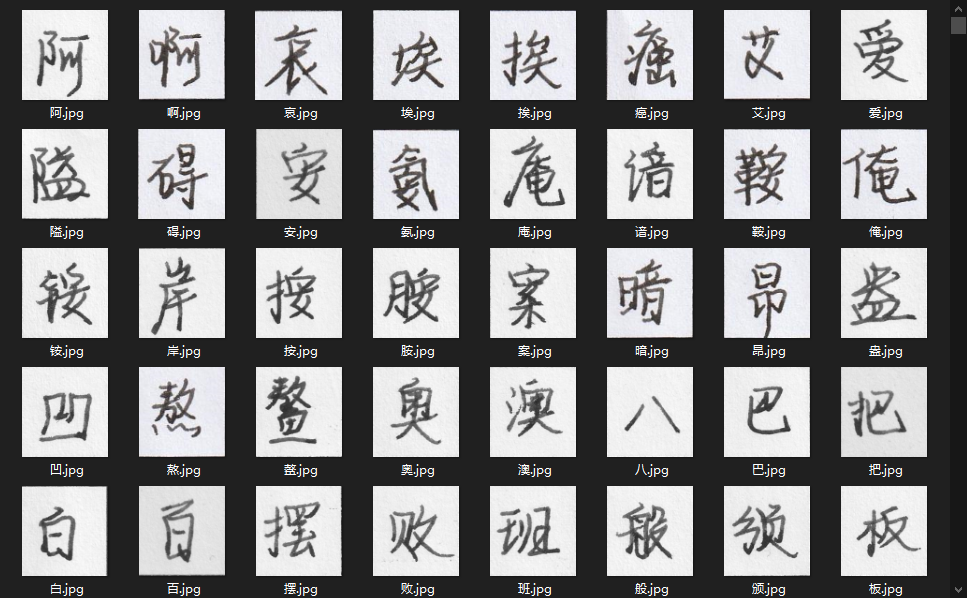 阿 啊 哀 埃 挨 癌 艾 爱
阿.jpg 啊.jpg 哀.jpg 埃.jpg 挨.jpg 癌.jpg 艾.jpg 爱.jpg
隘 碍 安 氨 庵 谙 鞍 俺
隘.jpg 碍.jpg 安.jpg 氨.jpg 庵.jpg 谙.jpg 鞍.jpg 俺.jpg
铵 岸 按 胺 案 暗 昂 盎
铵.jpg 岸.jpg 按.jpg 胺.jpg 案.jpg 暗.jpg 昂.jpg 盎.jpg
凹 熬 鳌 奥 澳 八 巴 把
凹.jpg 熬.jpg 鳌.jpg 奥.jpg 澳.jpg 八.jpg 巴.jpg 把.jpg
白 百 摆 败 班 般 颁 板
白.jpg 百.jpg 摆.jpg 败.jpg 班.jpg 般.jpg 颁.jpg 板.jpg